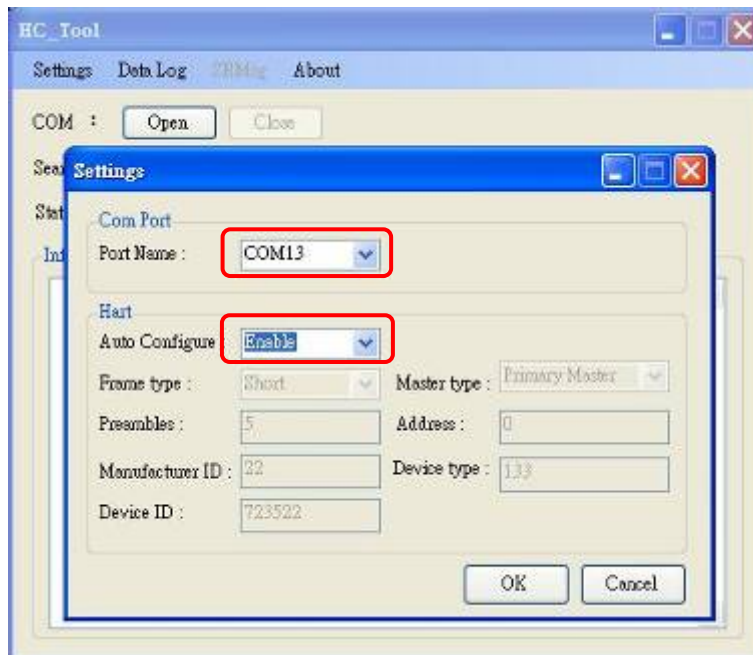 HC_Tool
Settings Data Log About
COM : Open Close
Settings
Com Port
Port Name : COM13
Hart
Auto Configure : Enable
Frame type : Short Master type : Primary Master
Preambles : 5 Address : 0
Manufacturer ID : 22 Device type : 133
Device ID : 723522
OK Cancel